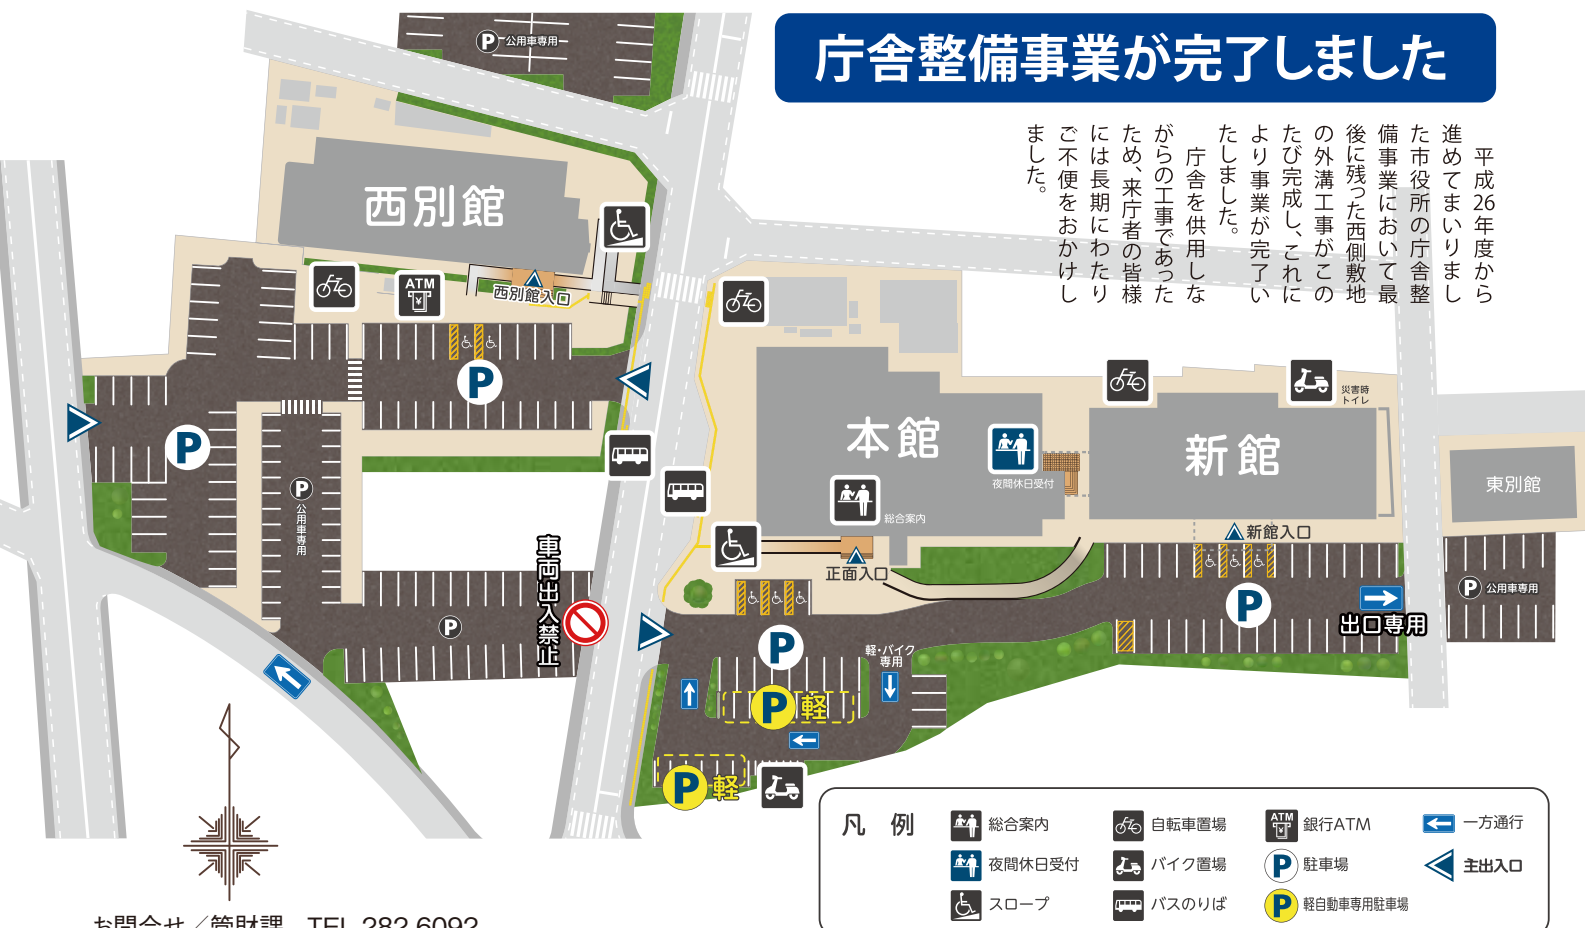 庁舎整備事業が完了しました
平成26年度から
進めてまいりまし
た市役所の庁舎整
備事業において最
後に残った西側敷地
の外溝工事がこの
たび完成し、これに
より事業が完了い
たしました。
庁舎を供用しな
がらの工事であった
ため、来庁者の皆様
には長期にわたり
ご不便をおかけし
ました。
P 公用車専用
西別館
ATM
¥
西別館入口
P
P
P
公用車専用
P
車両出入禁止
本館
夜間休日受付
総合案内
正面入口
新館
災害時
トイレ
新館入口
東別館
P 公用車専用
P
出口専用
P
軽・バイク
専用
P 軽
P 軽
凡例
総合案内
自転車置場
ATM
¥
銀行ATM
一方通行
夜間休日受付
バイク置場
P 駐車場
主出入口
スロープ
バスのりば
P 軽自動車専用駐車場
お問合せ/管財課 TEL 282-6092